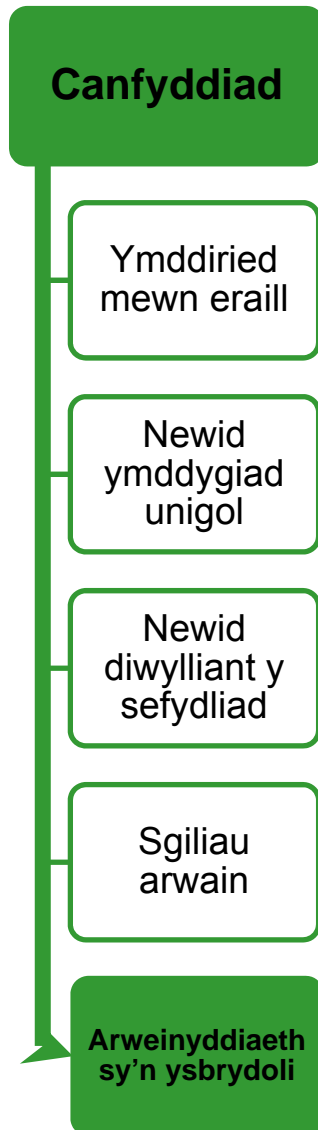 Canfyddiad
Ymddiried
mewn eraill
Newid
ymddygiad
unigol
Newid
diwylliant y
sefydliad
Sgiliau
arwain
Arweinyddiaeth
sy'n ysbrydoli